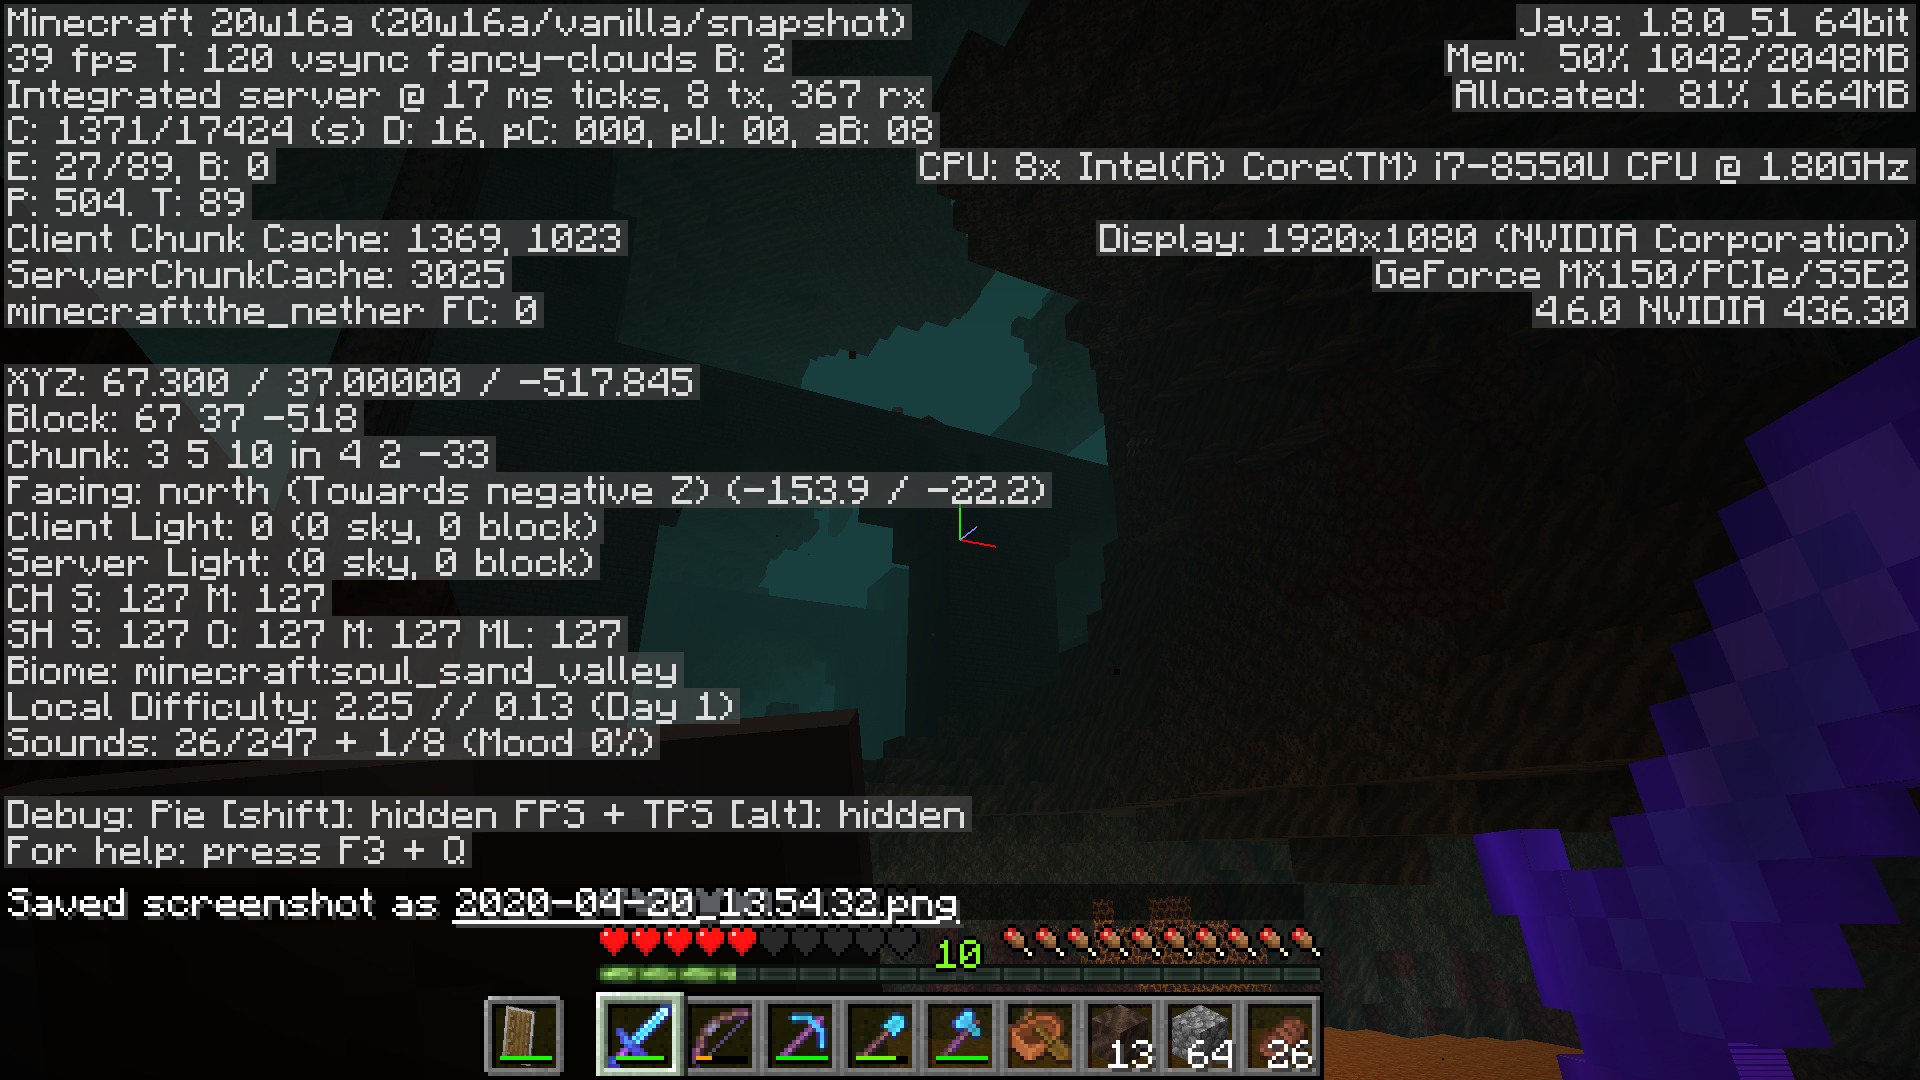 Minecraft 20w16a (20w16a/vanilla/snapshot)
39 fps T: 120 vsync fancy-clouds B: 2
Integrated server @ 17 ms ticks, 8 tx, 367 rx
C: 1371/17424 (s) D: 16, pC: 000, pU: 00, aB: 08
E: 27/89, B: 0
P: 504. T: 89
Client Chunk Cache: 1369, 1023
ServerChunkCache: 3025
minecraft:the_nether FC: 0
XYZ: 67.300 / 37.00000 / -517.845
Block: 67 37 -518
Chunk: 3 5 10 in 4 2 -33
Facing: north (Towards negative Z) (-153.9 / -22.2)
Client Light: 0 (0 sky, 0 block)
Server Light: (0 sky, 0 block)
CH S: 127 M: 127
SH S: 127 O: 127 M: 127 ML: 127
Biome: minecraft:soul_sand_valley
Local Difficulty: 2.25 // 0.13 (Day 1)
Sounds: 26/247 + 1/8 (Mood 0%)
Debug: Pie [shift]: hidden FPS + TPS [alt]: hidden
For help: press F3 + Q
Java: 1.8.0_51 64bit
Mem: 50% 1042/2048MB
Allocated: 81% 1664MB
CPU: 8x Intel(R) Core(TM) i7-8550U CPU @ 1.80GHz
Display: 1920x1080 (NVIDIA Corporation)
GeForce MX150/PCIe/SSE2
4.6.0 NVIDIA 436.30
Saved screenshot as 2020-04-20_13.54.32.png
10
13 64 26